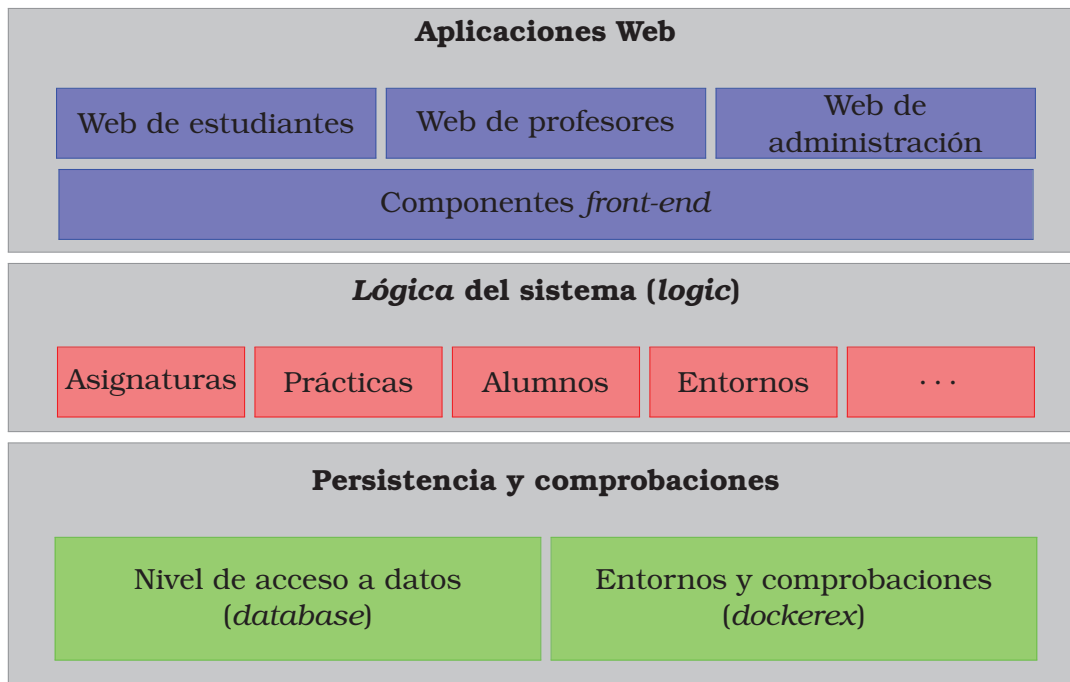 Aplicaciones Web
Web de estudiantes
Web de profesores
Web de
administración
Componentes front-end
Lógica del sistema (logic)
Asignaturas
Prácticas
Alumnos
Entornos
...
Persistencia y comprobaciones
Nivel de acceso a datos
(database)
Entornos y comprobaciones
(dockerex)